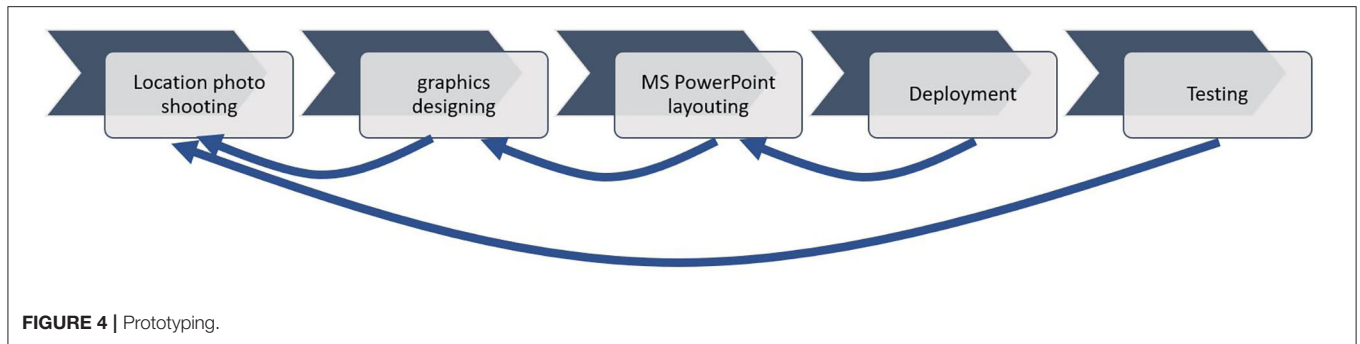 Location photo
shooting
graphics
designing
MS PowerPoint
layouting
Deployment
Testing
FIGURE 4 | Prototyping.